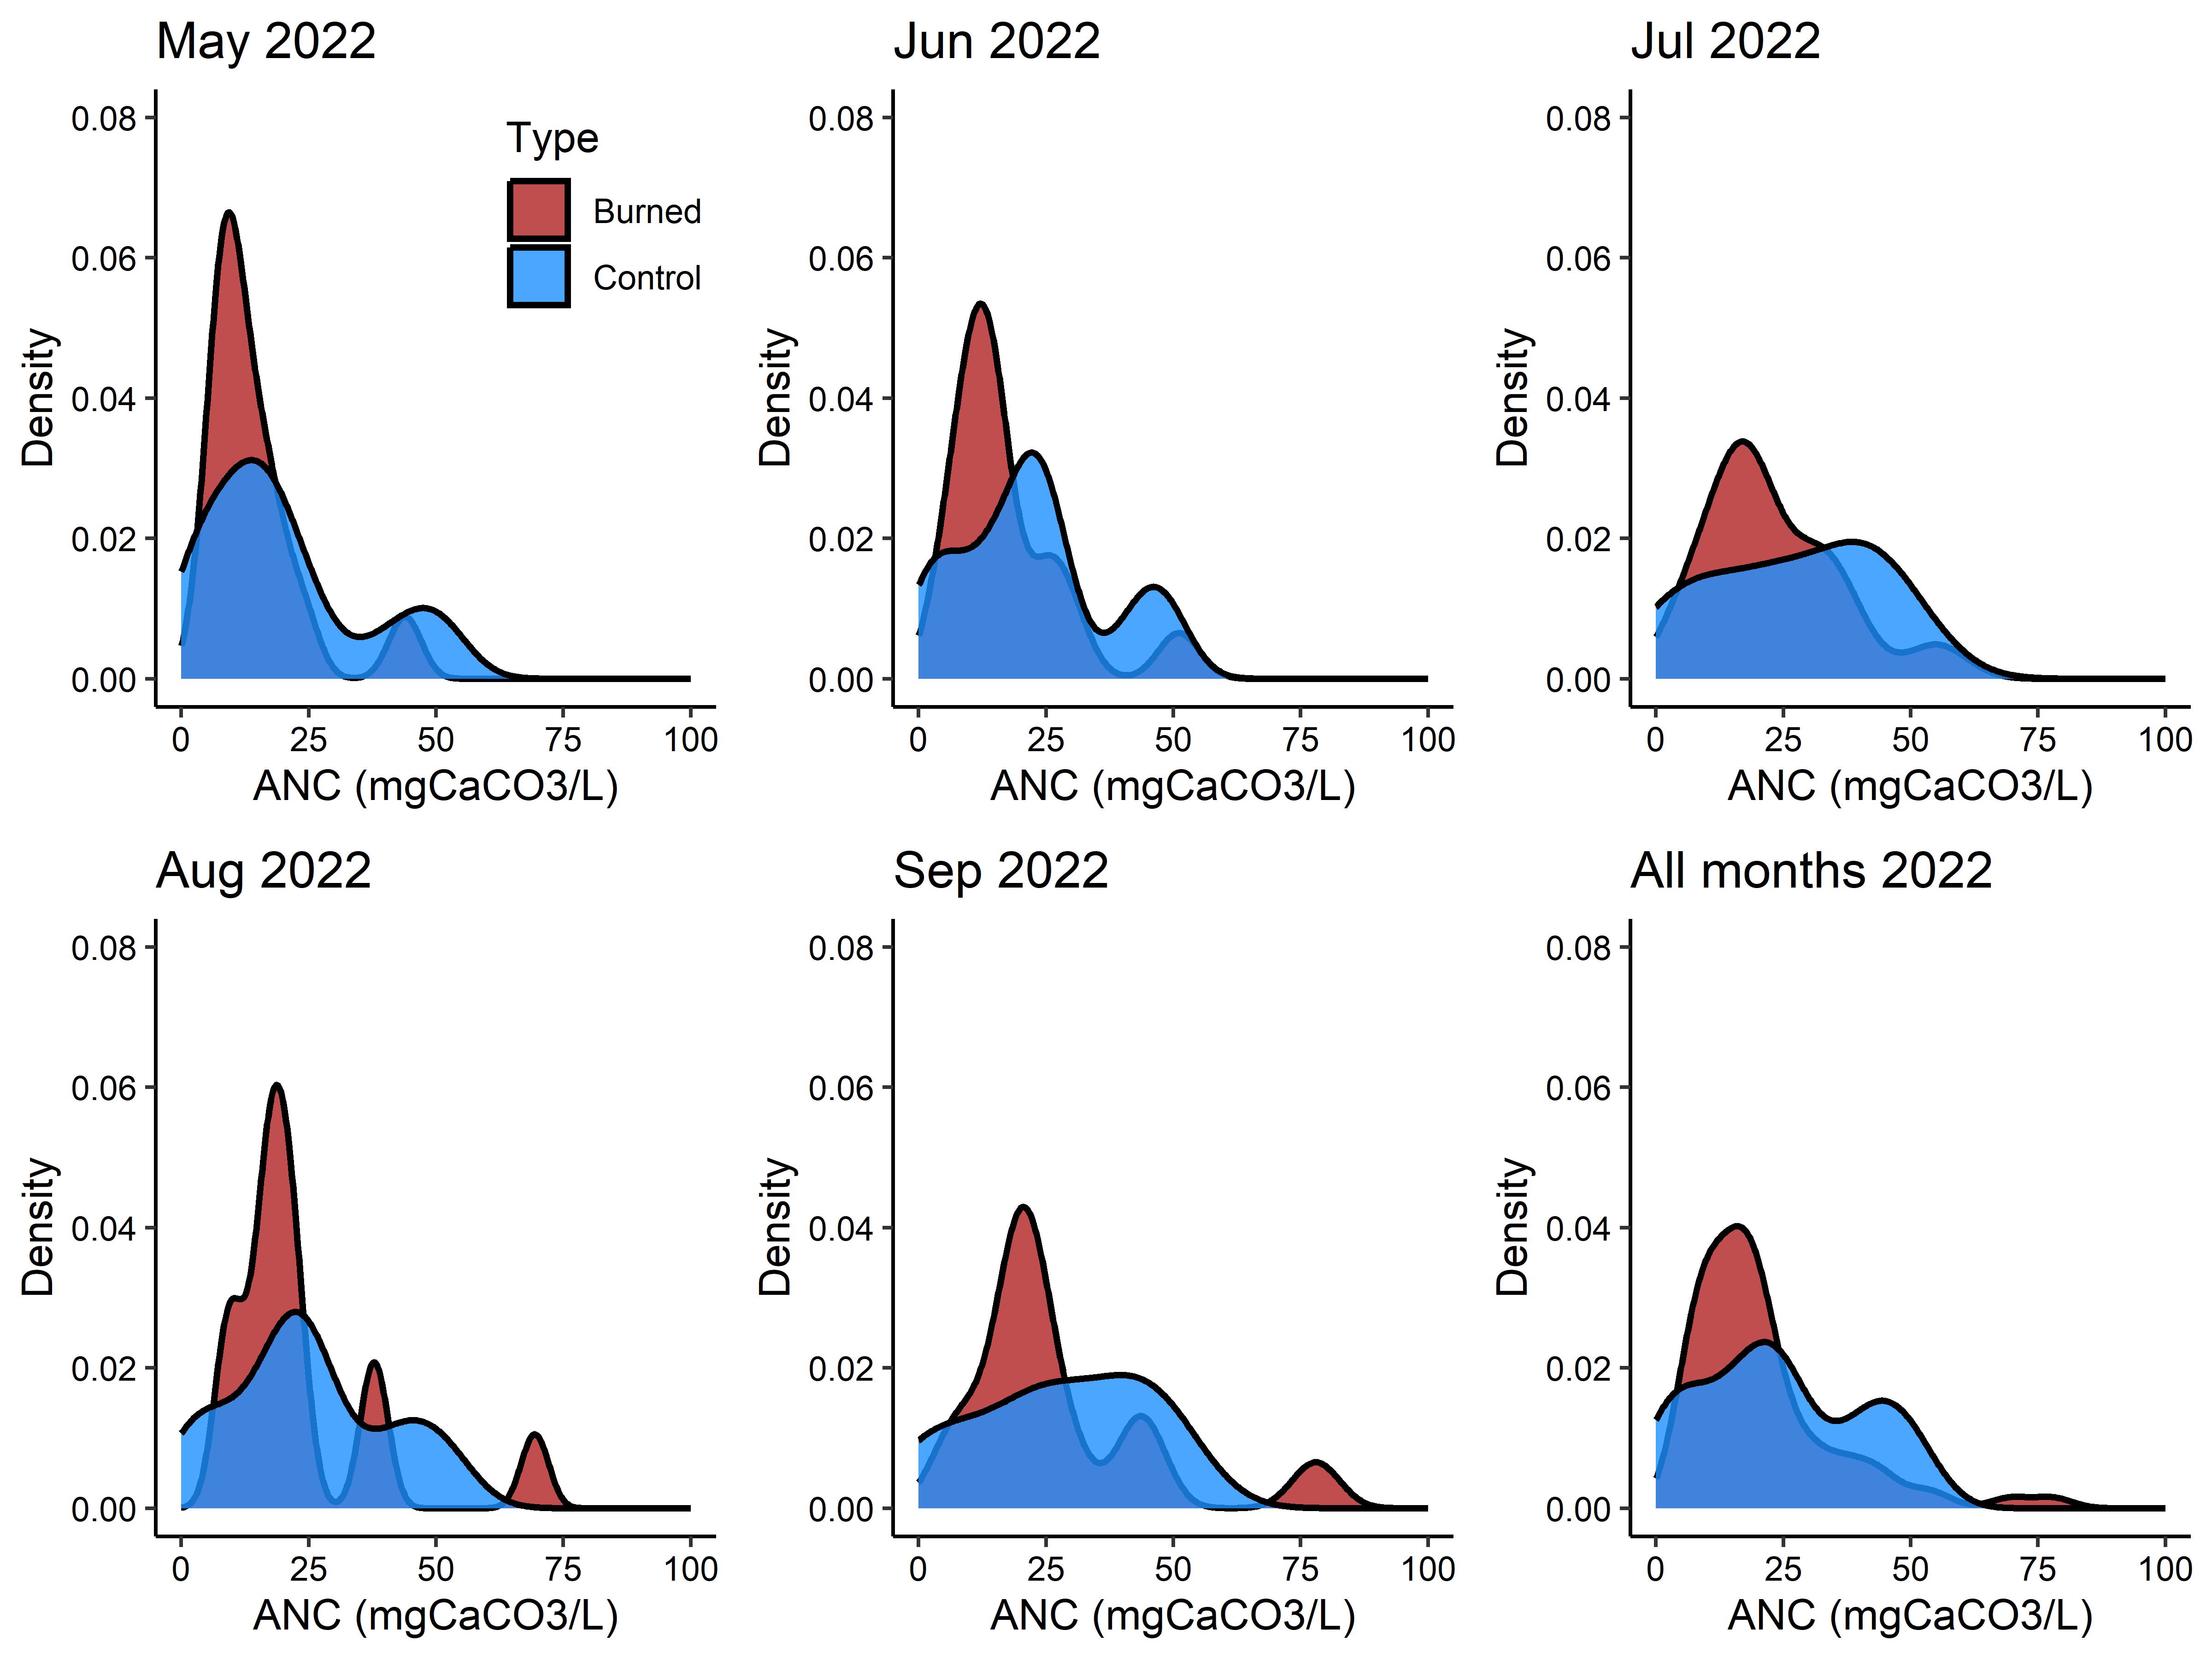 May 2022
Jun 2022
Jul 2022
Type
Burned
Control
Density
0.08
0.06
0.04
0.02
0.00
0 25 50 75 100
ANC (mgCaCO3/L)
Density
0.08
0.06
0.04
0.02
0.00
0 25 50 75 100
ANC (mgCaCO3/L)
Density
0.08
0.06
0.04
0.02
0.00
0 25 50 75 100
ANC (mgCaCO3/L)
Aug 2022
Sep 2022
All months 2022
Density
0.08
0.06
0.04
0.02
0.00
0 25 50 75 100
ANC (mgCaCO3/L)
Density
0.08
0.06
0.04
0.02
0.00
0 25 50 75 100
ANC (mgCaCO3/L)
Density
0.08
0.06
0.04
0.02
0.00
0 25 50 75 100
ANC (mgCaCO3/L)